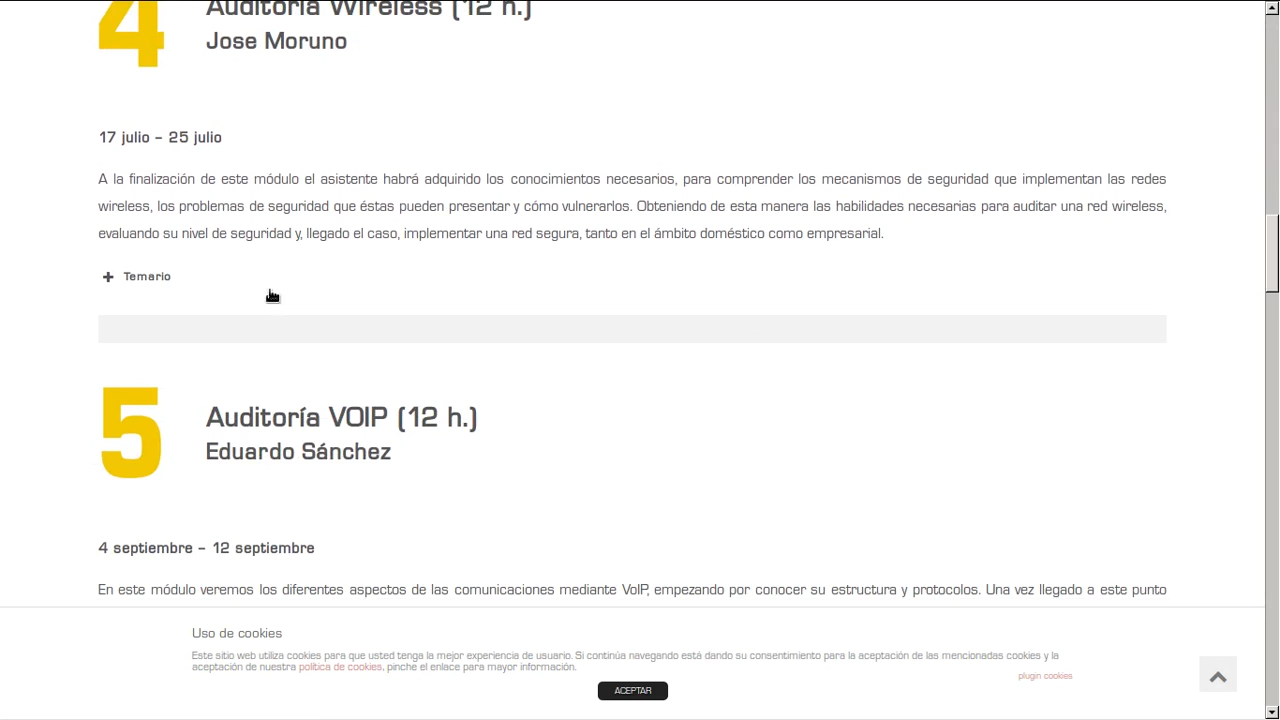 4 Auditoría Wireless (12 h.)
Jose Moruno
17 julio – 25 julio
A la finalización de este módulo el asistente habrá adquirido los conocimientos necesarios, para comprender los mecanismos de seguridad que implementan las redes
wireless, los problemas de seguridad que éstas pueden presentar y cómo vulnerarlos. Obteniendo de esta manera las habilidades necesarias para auditar una red wireless,
evaluando su nivel de seguridad y, llegado el caso, implementar una red segura, tanto en el ámbito doméstico como empresarial.
Temario
5 Auditoría VOIP (12 h.)
Eduardo Sánchez
4 septiembre – 12 septiembre
En este módulo veremos los diferentes aspectos de las comunicaciones mediante VoIP, empezando por conocer su estructura y protocolos. Una vez llegado a este punto
Uso de cookies
Este sitio web utiliza cookies para que usted tenga la mejor experiencia de usuario. Si continúa navegando está dando su consentimiento para la aceptación de las mencionadas cookies y la
aceptación de nuestra política de cookies, pinche el enlace para mayor información.
plugin cookies
ACEPTAR